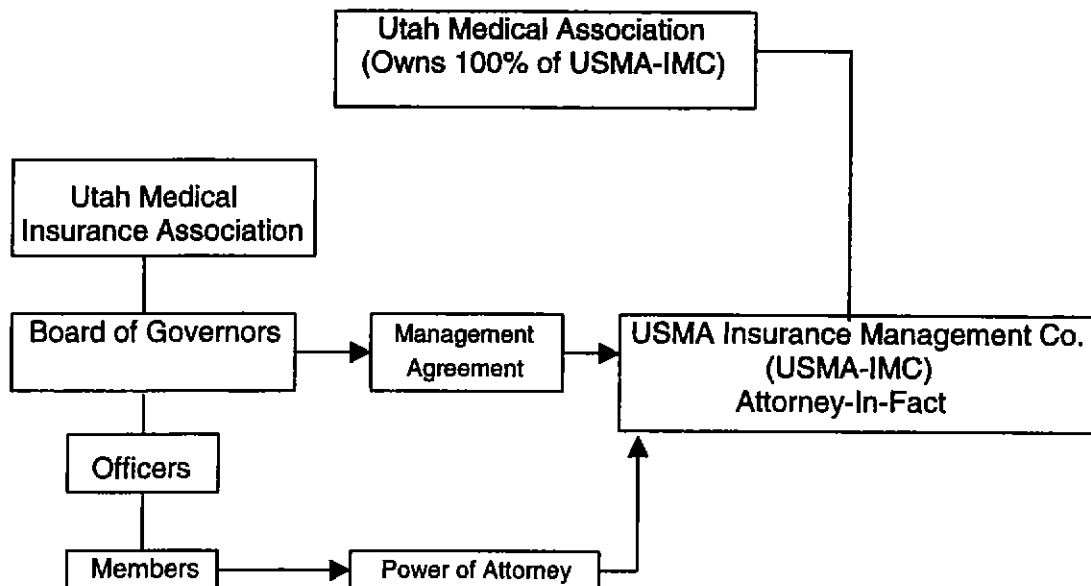 Utah Medical Association
(Owns 100% of USMA-IMC)
Utah Medical
Insurance Association
Board of Governors
Management
Agreement
USMA Insurance Management Co.
(USMA-IMC)
Attorney-In-Fact
Officers
Members
Power of Attorney